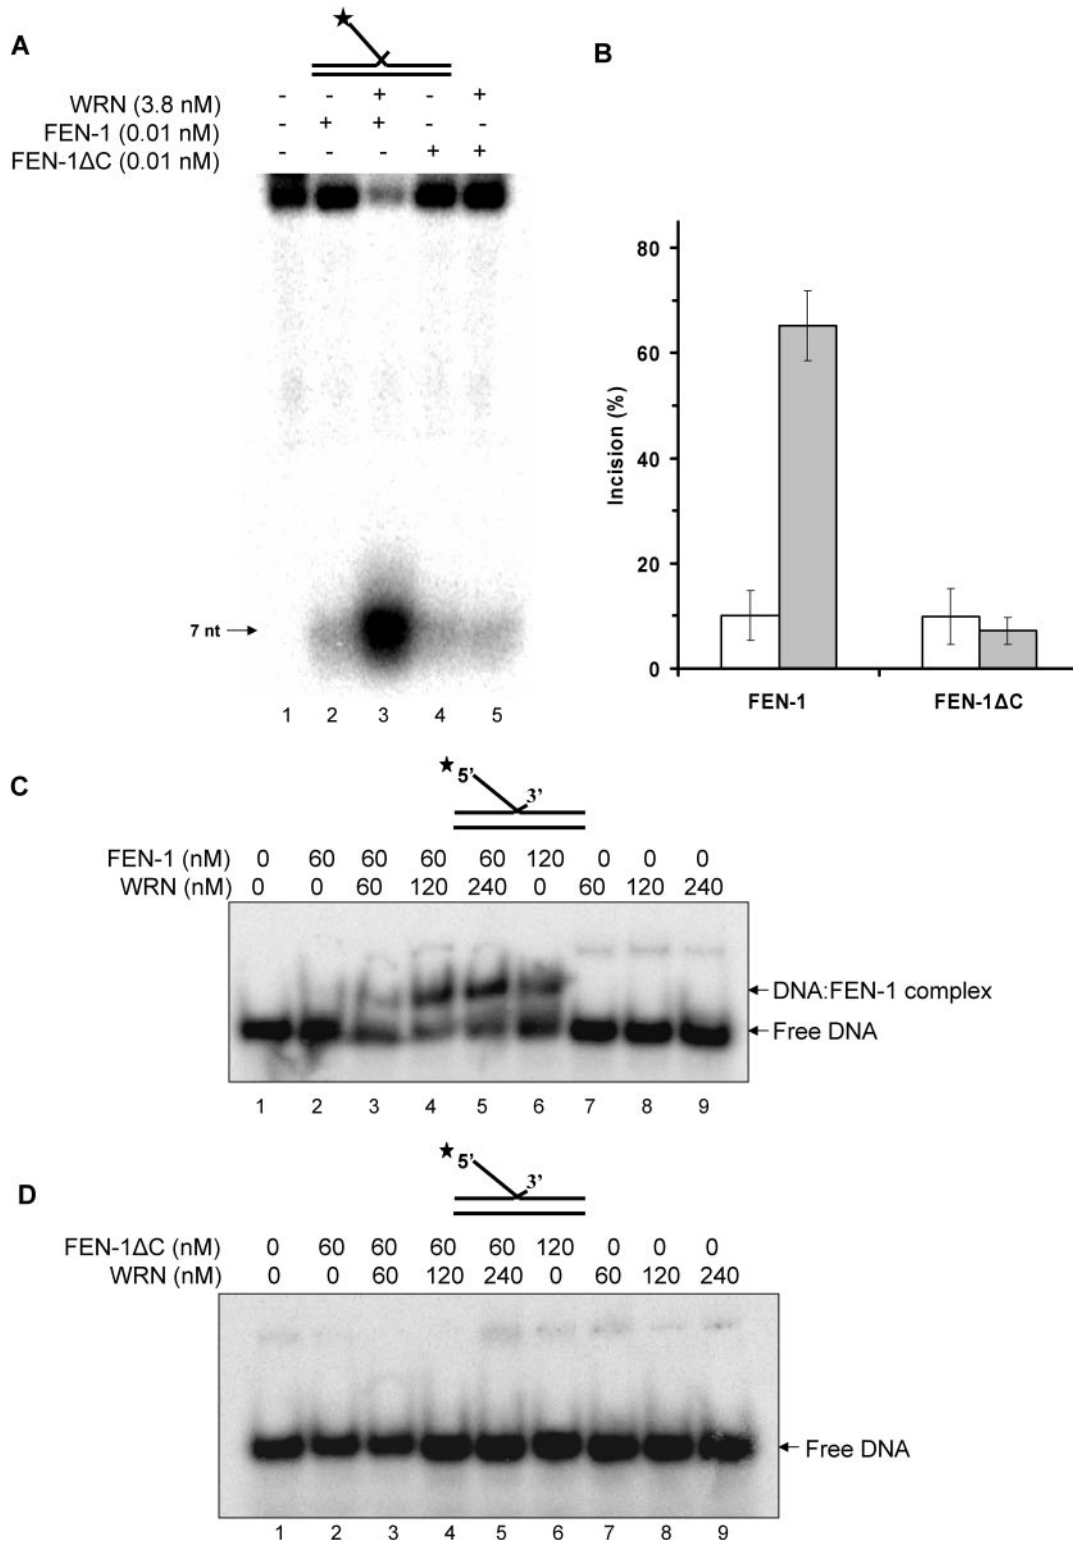 A
WRN (3.8 nM) - - + - +
FEN-1 (0.01 nM) - + + - -
FEN-1ΔC (0.01 nM) - - - + +
7 nt
1 2 3 4 5
B
Incision (%)
80
60
40
20
0
FEN-1 FEN-1ΔC
C
5' 3'
FEN-1 (nM) 0 60 60 60 60 120 0 0 0
WRN (nM) 0 0 60 120 240 0 60 120 240
DNA:FEN-1 complex
Free DNA
1 2 3 4 5 6 7 8 9
D
5' 3'
FEN-1ΔC (nM) 0 60 60 60 60 120 0 0 0
WRN (nM) 0 0 60 120 240 0 60 120 240
Free DNA
1 2 3 4 5 6 7 8 9